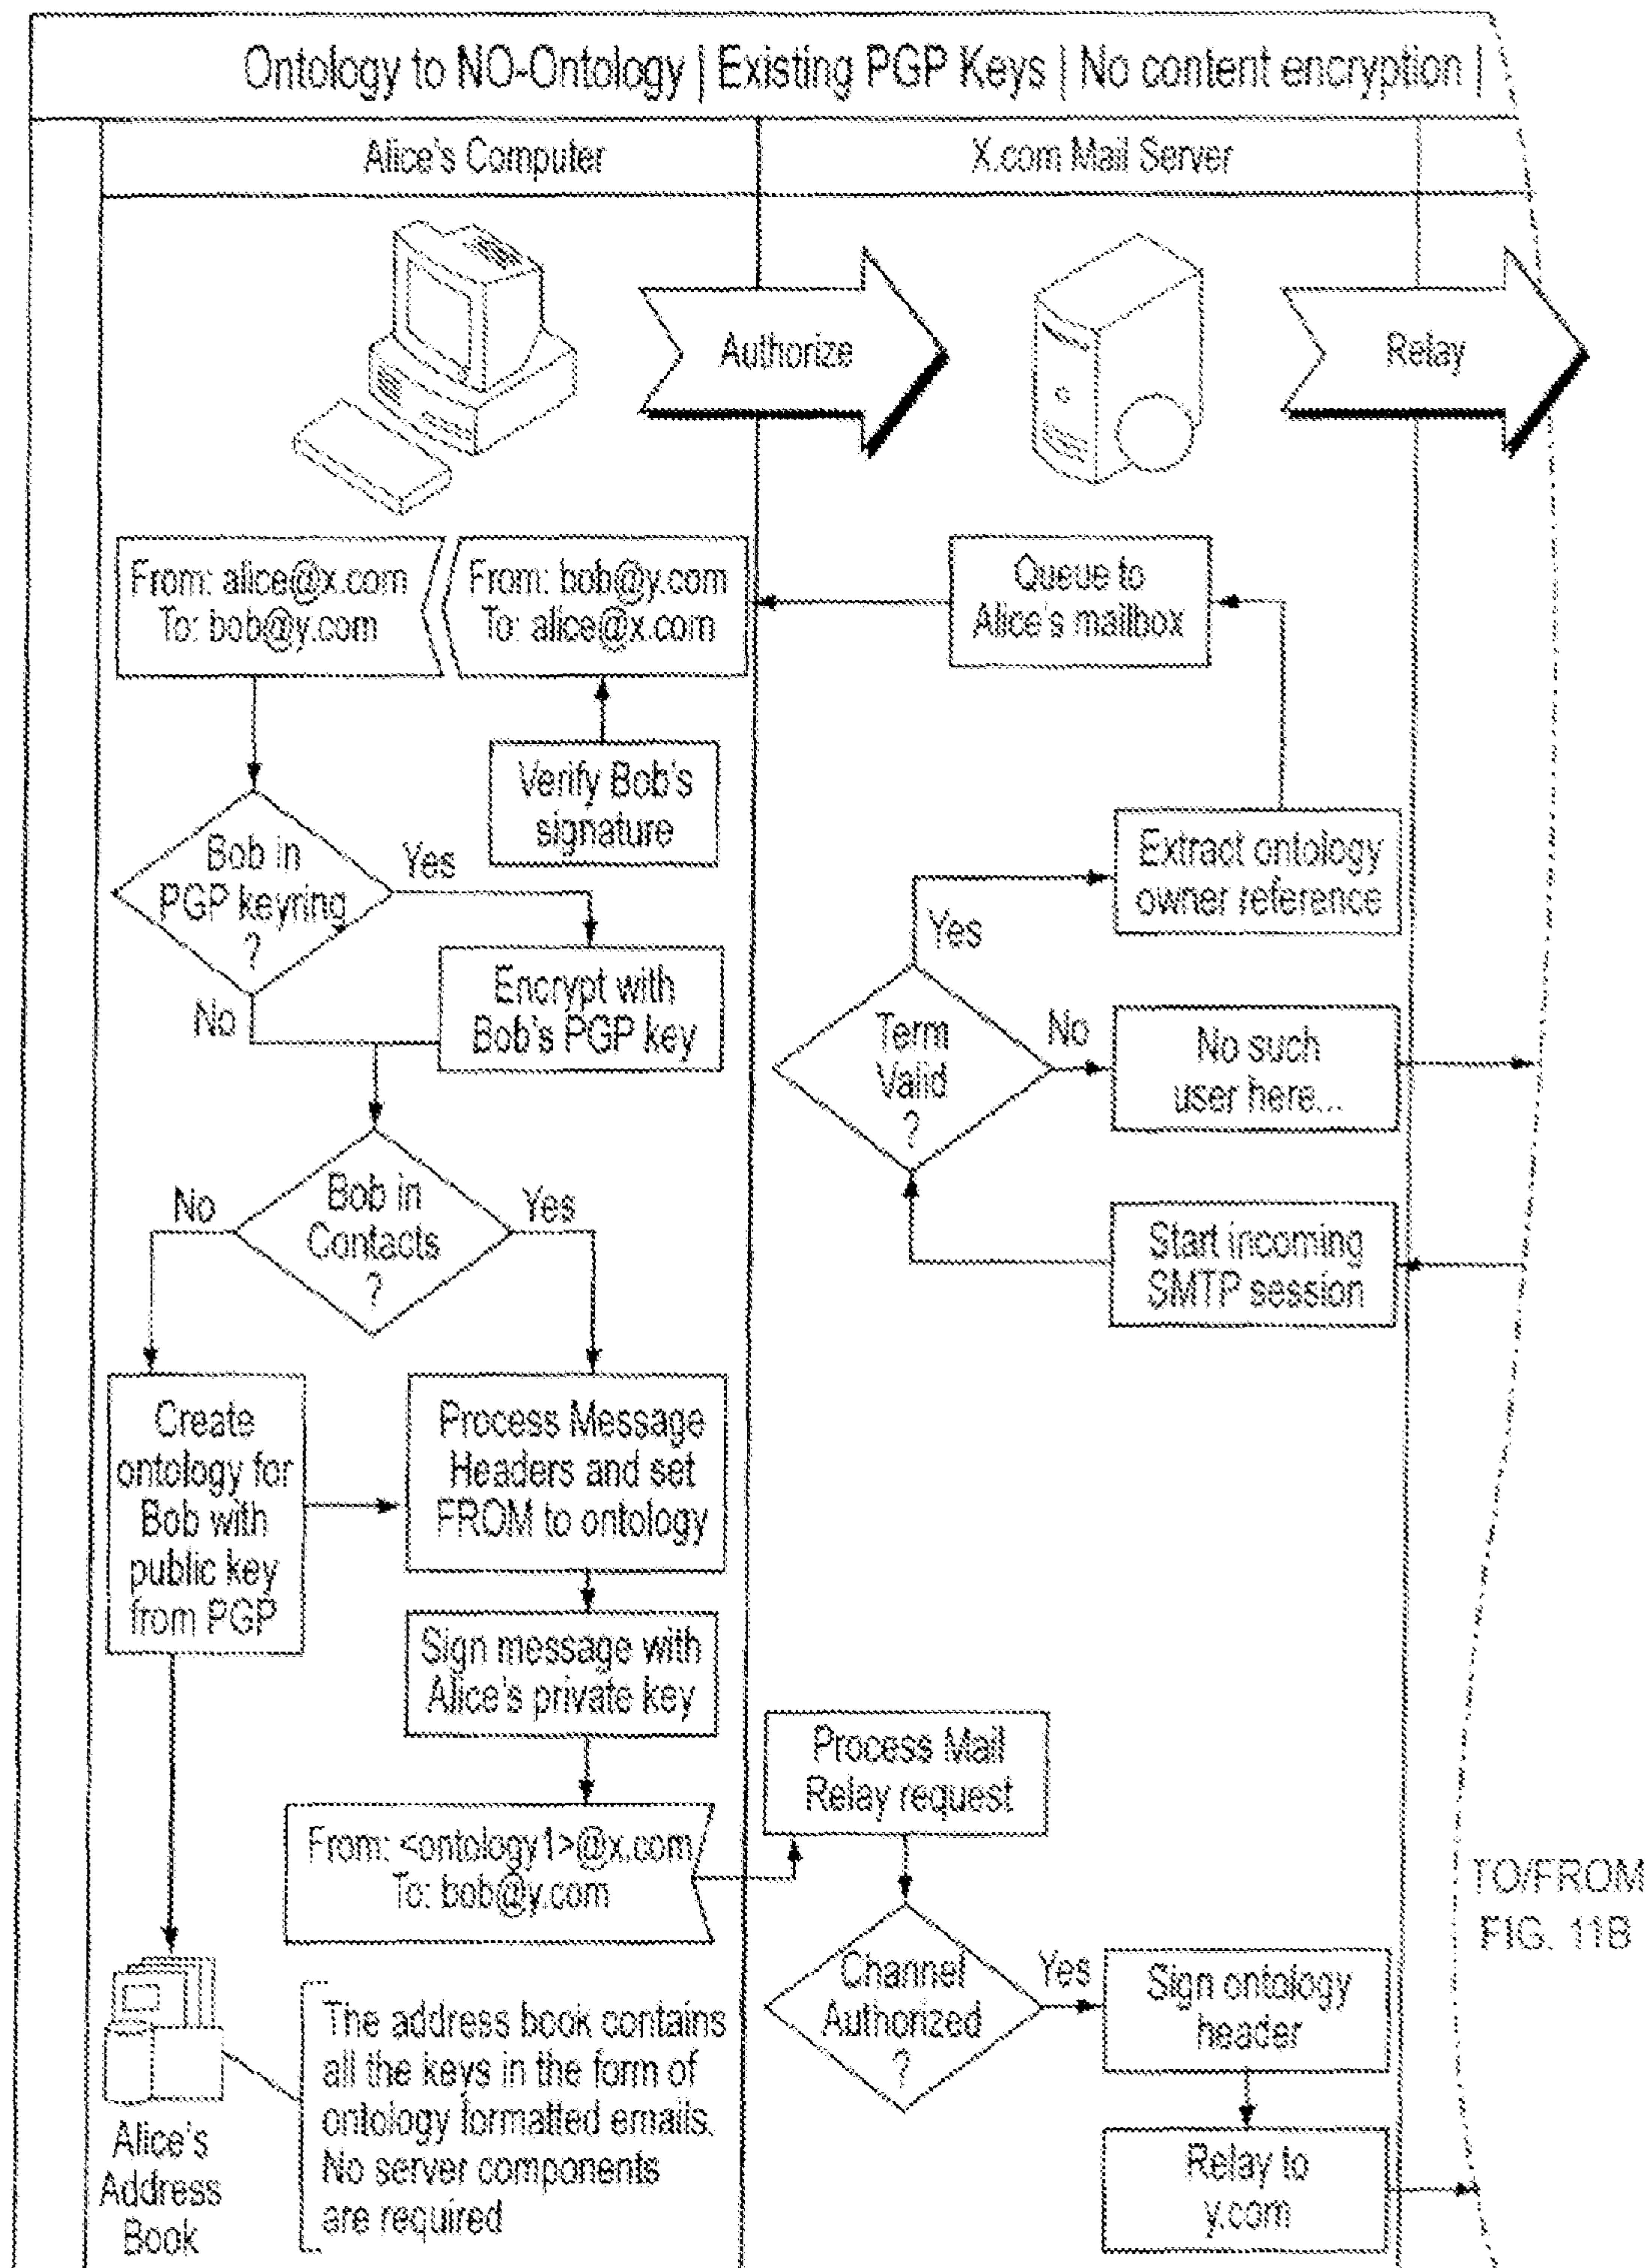 Ontology to NO-Ontology | Existing PGP Keys | No content encryption |
Alice's Computer
X.com Mail Server
Authorize
Relay
From: alice@x.com
To: bob@y.com
From: bob@y.com
To: alice@x.com
Queue to
Alice's mailbox
Verify Bob's
signature
Bob in
PGP keyring
?
Yes
No
Encrypt with
Bob's PGP key
Extract ontology
owner reference
Yes
Term
Valid
?
No
No such
user here...
Start incoming
SMTP session
Bob in
Contacts
?
No
Yes
Create
ontology for
Bob with
public key
from PGP
Process Message
Headers and set
FROM to ontology
Sign message with
Alice's private key
From: <ontology1>@x.com
To: bob@y.com
Process Mail
Relay request
Channel
Authorized
?
Yes
Sign ontology
header
Relay to
y.com
TO/FROM
FIG. 11B
Alice's
Address
Book
The address book contains
all the keys in the form of
ontology formatted emails.
No server components
are required